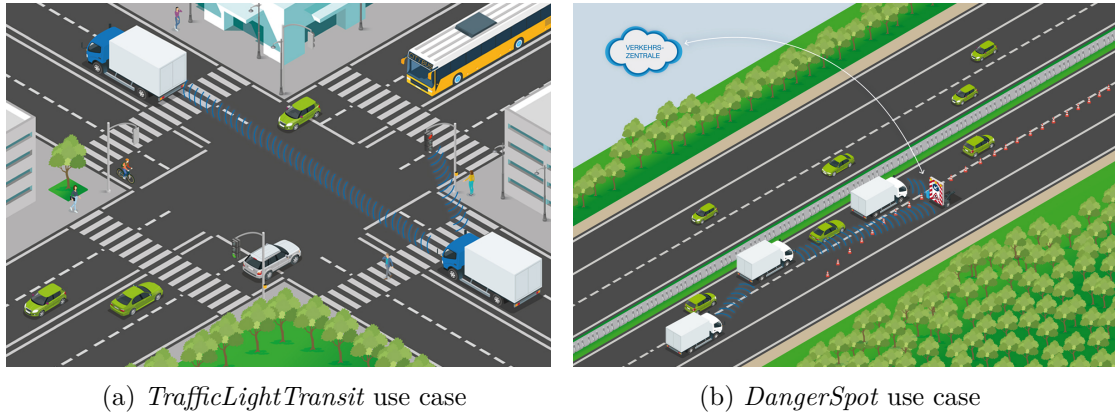 VERKEHRS-
ZENTRALE
(a) TrafficLightTransit use case
(b) DangerSpot use case